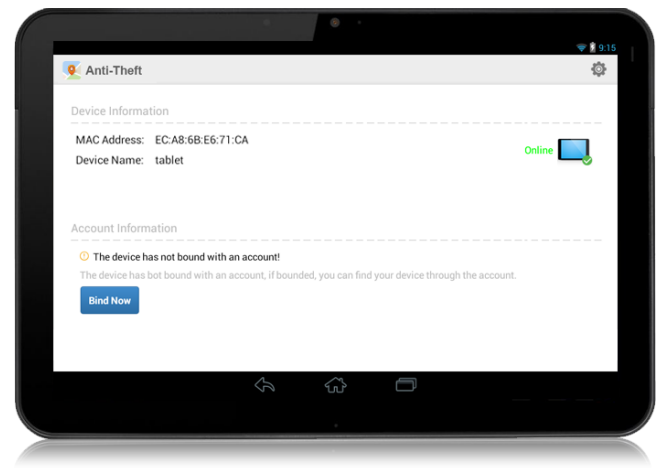 9:15
Anti-Theft
Device Information
MAC Address: EC:A8:6B:E6:71:CA
Device Name: tablet
Online
Account Information
The device has not bound with an account!
The device has bot bound with an account, if bounded, you can find your device through the account.
Bind Now